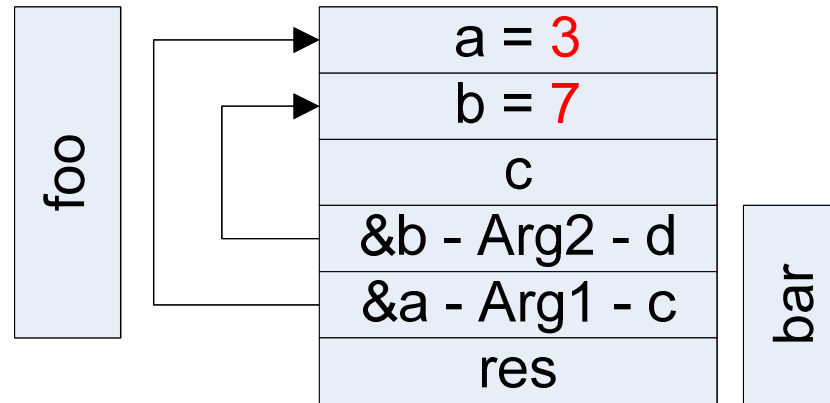 foo
a = 3
b = 7
c
&b - Arg2 - d
&a - Arg1 - c
res
bar